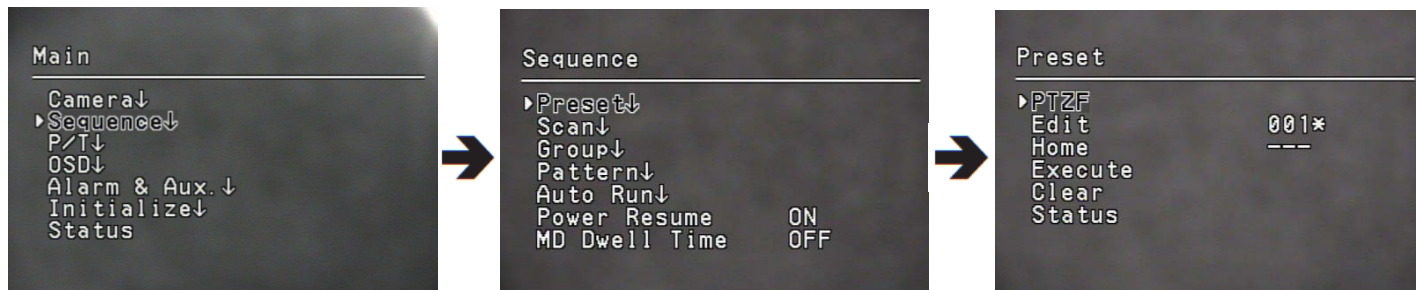 Main
Camera↓
▸Sequence↓
P/T↓
OSD↓
Alarm & Aux.↓
Initialize↓
Status
Sequence
▸Preset↓
Scan↓
Group↓
Pattern↓
Auto Run↓
Power Resume ON
MD Dwell Time OFF
Preset
▸PTZF
Edit 001*
Home ---
Execute
Clear
Status